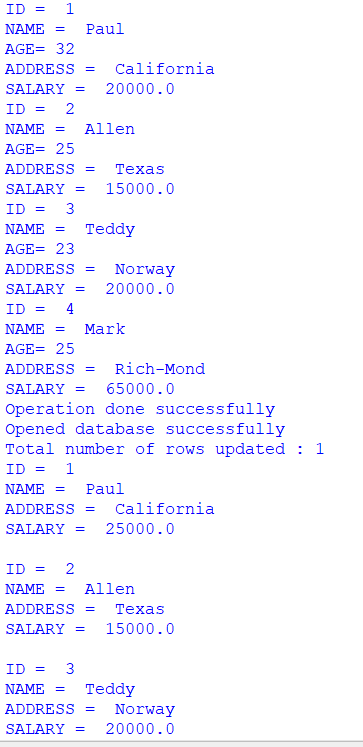 ID =  1
NAME =  Paul
AGE= 32
ADDRESS =  California
SALARY =  20000.0
ID =  2
NAME =  Allen
AGE= 25
ADDRESS =  Texas
SALARY =  15000.0
ID =  3
NAME =  Teddy
AGE= 23
ADDRESS =  Norway
SALARY =  20000.0
ID =  4
NAME =  Mark
AGE= 25
ADDRESS =  Rich-Mond
SALARY =  65000.0
Operation done successfully
Opened database successfully
Total number of rows updated : 1
ID =  1
NAME =  Paul
ADDRESS =  California
SALARY =  25000.0

ID =  2
NAME =  Allen
ADDRESS =  Texas
SALARY =  15000.0

ID =  3
NAME =  Teddy
ADDRESS =  Norway
SALARY =  20000.0